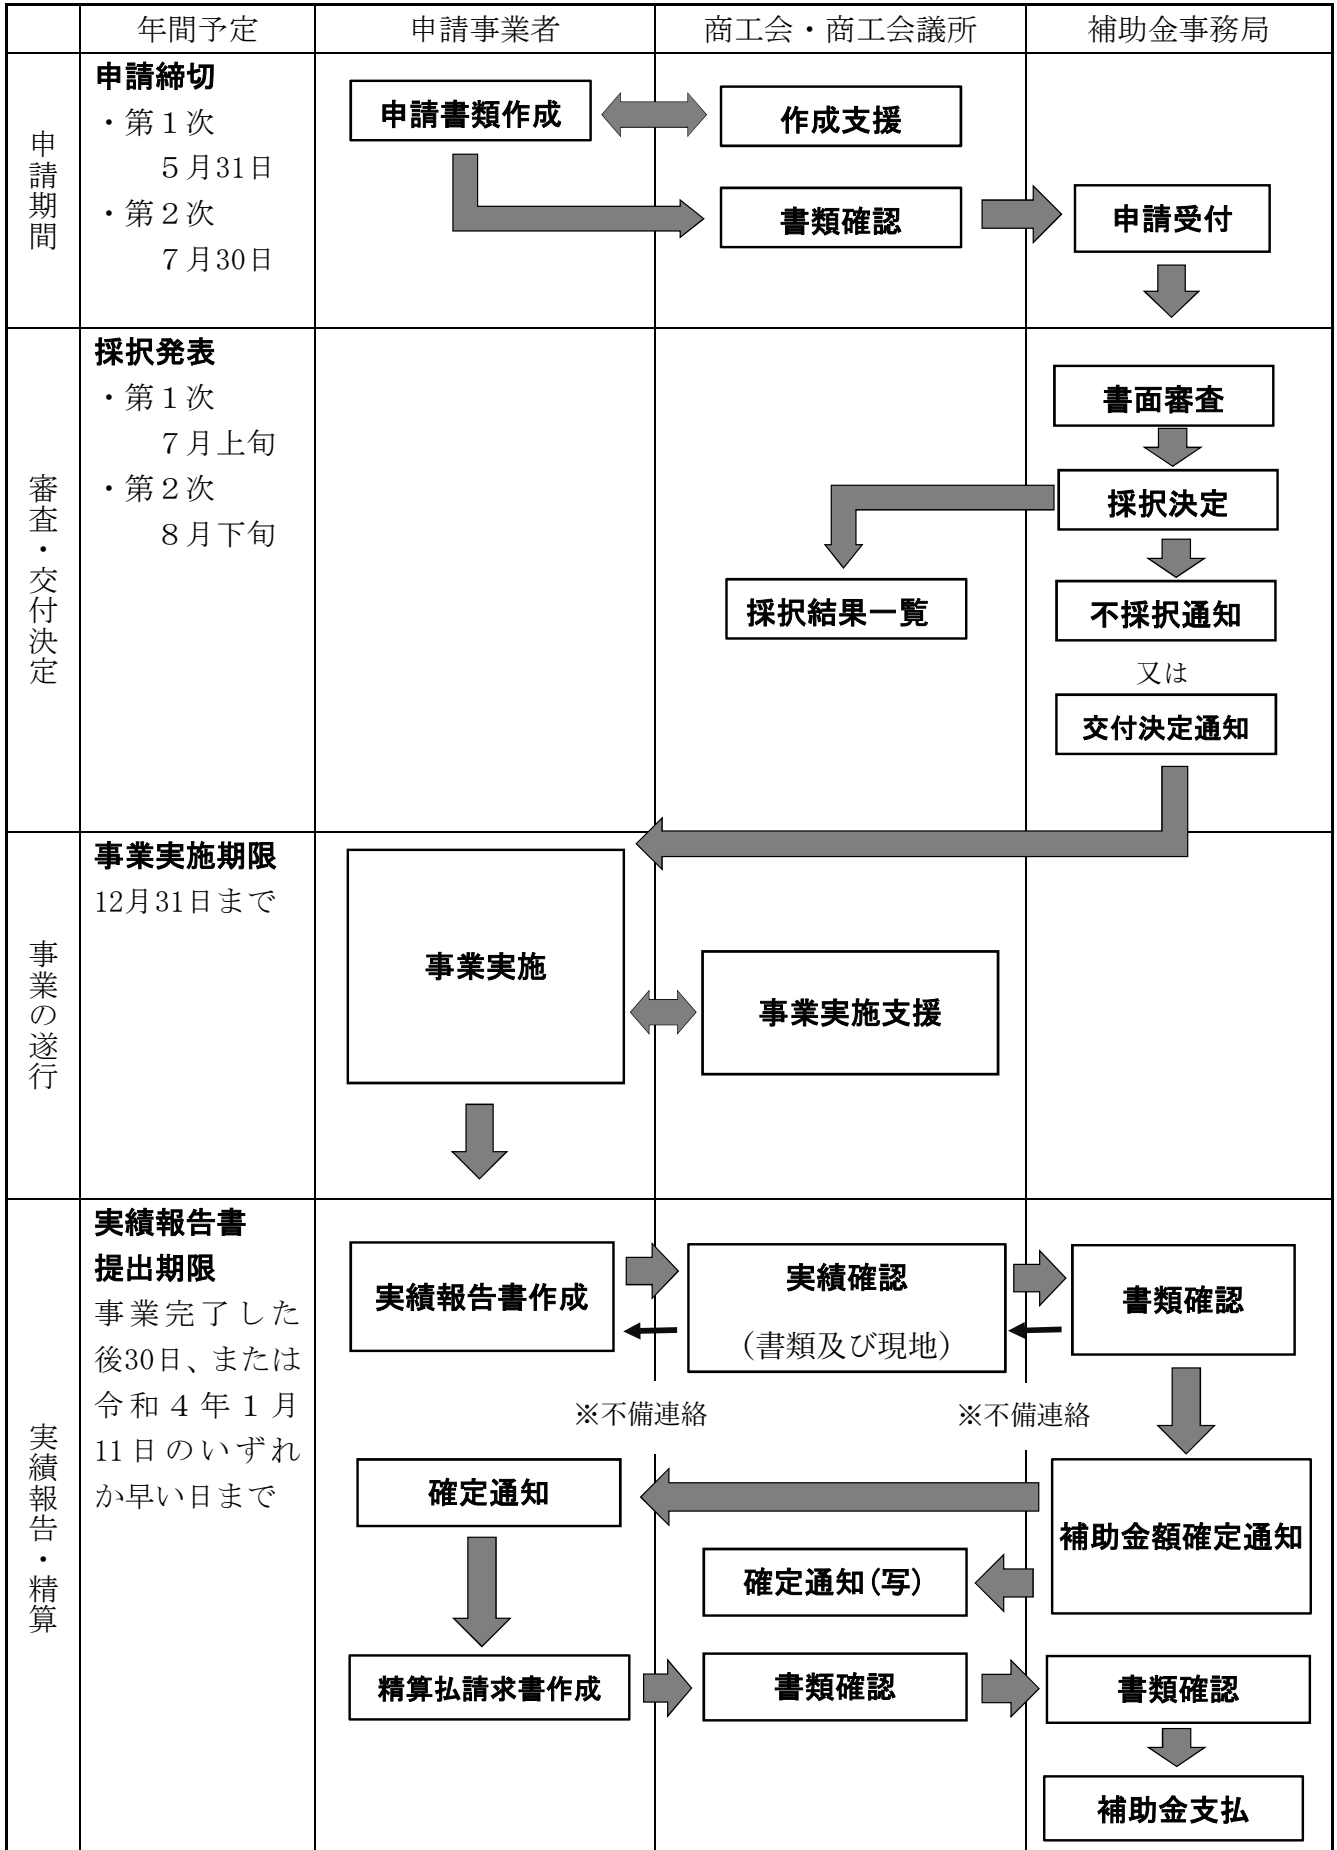 年間予定
申請事業者
商工会・商工会議所
補助金事務局
申請期間
申請締切
・第１次
５月31日
・第２次
７月30日
申請書類作成
作成支援
書類確認
申請受付
審査・交付決定
採択発表
・第１次
７月上旬
・第２次
８月下旬
書面審査
採択決定
採択結果一覧
不採択通知
又は
交付決定通知
事業の遂行
事業実施期限
12月31日まで
事業実施
事業実施支援
実績報告・精算
実績報告書
提出期限
事業完了した
後30日、または
令和４年１月
11日のいずれ
か早い日まで
実績報告書作成
実績確認
（書類及び現地）
書類確認
※不備連絡
※不備連絡
確定通知
補助金額確定通知
確定通知(写)
精算払請求書作成
書類確認
書類確認
補助金支払